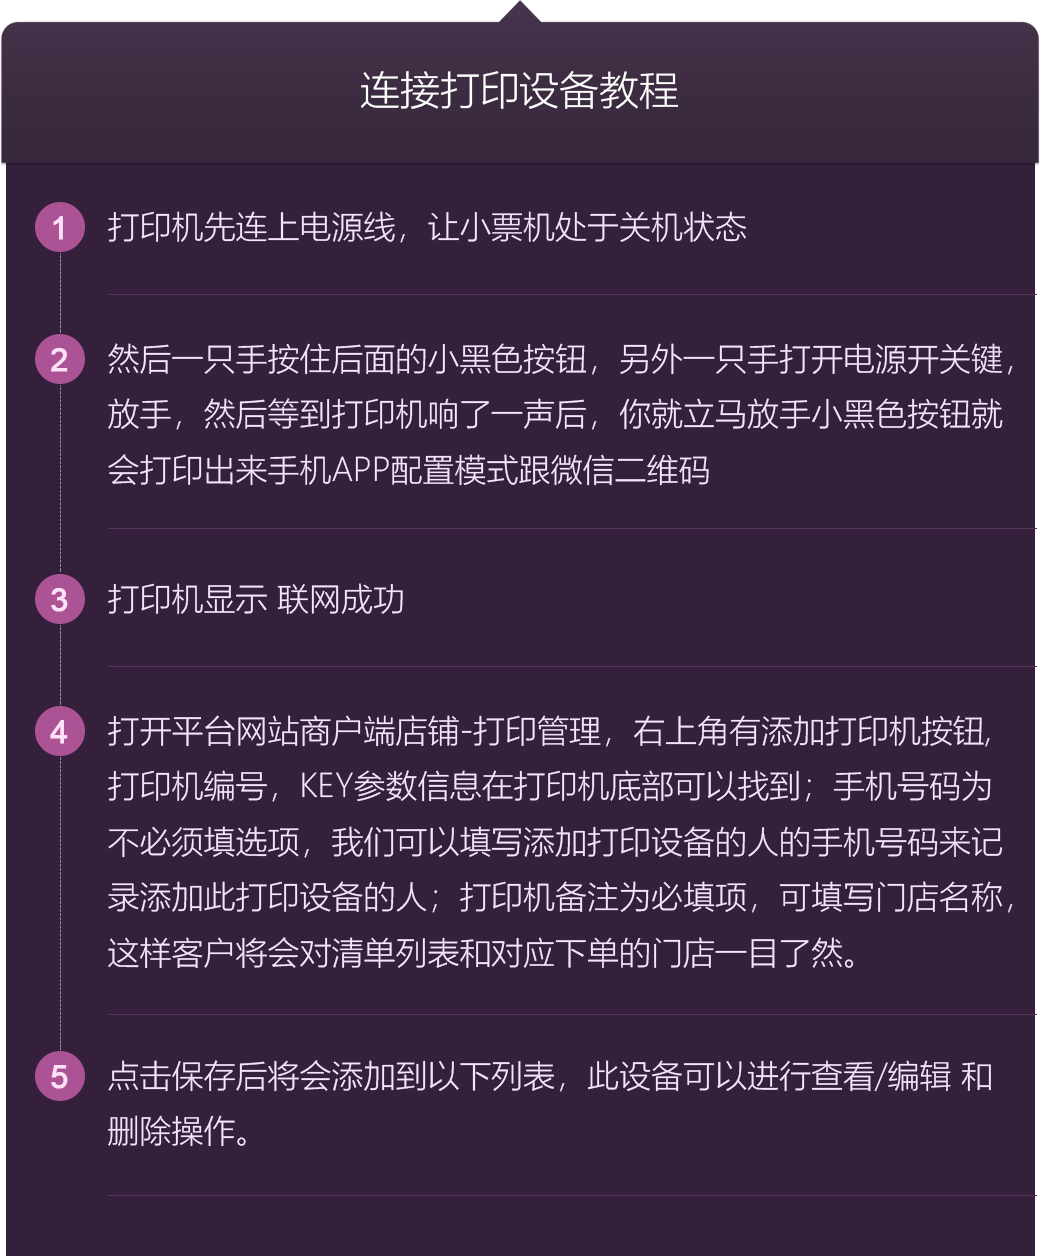 连接打印设备教程
1 打印机先连上电源线，让小票机处于关机状态
2 然后一只手按住后面的小黑色按钮，另外一只手打开电源开关键，
放手，然后等到打印机响了一声后，你就立马放手小黑色按钮就
会打印出来手机APP配置模式跟微信二维码
3 打印机显示 联网成功
4 打开平台网站商户端店铺-打印管理，右上角有添加打印机按钮,
打印机编号，KEY参数信息在打印机底部可以找到；手机号码为
不必须填选项，我们可以填写添加打印设备的人的手机号码来记
录添加此打印设备的人；打印机备注为必填项，可填写门店名称，
这样客户将会对清单列表和对应下单的门店一目了然。
5 点击保存后将会添加到以下列表，此设备可以进行查看/编辑 和
删除操作。